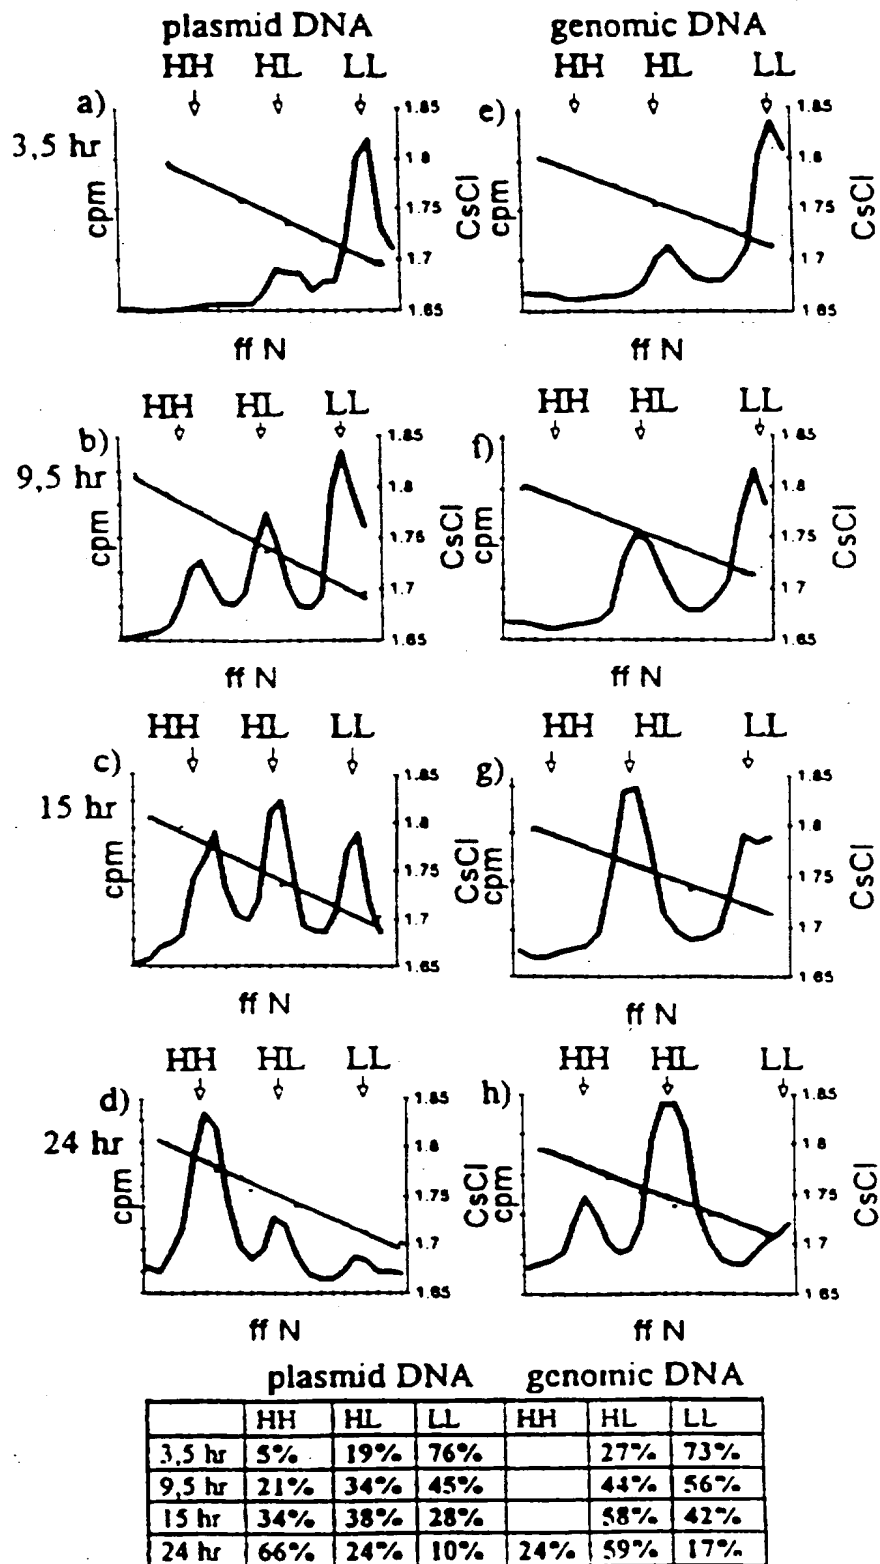 plasmid DNA genomic DNA
HH HL LL HH HL LL
a) 1.85 e) 1.85
3,5 hr 1.8 1.8
cpm 1.75 CsCl cpm 1.75 CsCl
1.7 1.7
1.65 1.65
ff N ff N
HH HL LL HH HL LL
b) 1.85 f) 1.85
9,5 hr 1.8 1.8
cpm 1.75 CsCl cpm 1.75 CsCl
1.7 1.7
1.65 1.65
ff N ff N
HH HL LL HH HL LL
c) 1.85 g) 1.85
15 hr 1.8 1.8
cpm 1.75 CsCl cpm 1.75 CsCl
1.7 1.7
1.65 1.65
ff N ff N
HH HL LL HH HL LL
d) 1.85 h) 1.85
24 hr 1.8 1.8
cpm 1.75 CsCl cpm 1.75 CsCl
1.7 1.7
1.65 1.65
ff N ff N
plasmid DNA genomic DNA
HH HL LL HH HL LL
3,5 hr 5% 19% 76% 27% 73%
9,5 hr 21% 34% 45% 44% 56%
15 hr 34% 38% 28% 58% 42%
24 hr 66% 24% 10% 24% 59% 17%